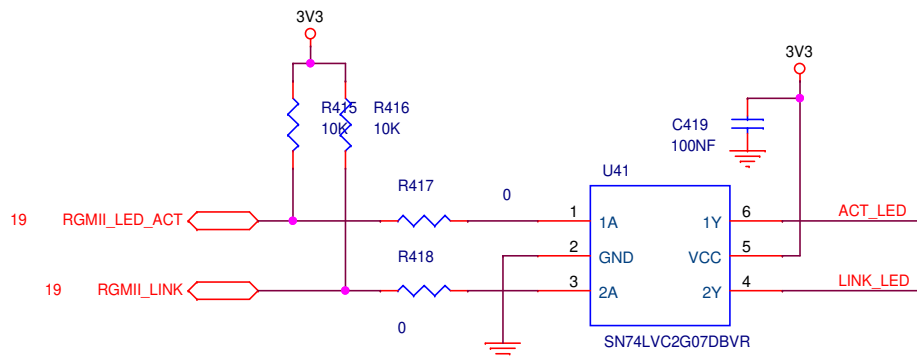 3V3
3V3
R415
10K
R416
10K
C419
100NF
U41
R417
0
19
RGMII_LED_ACT
1
1A
1Y
6
ACT_LED
2
GND
VCC
5
R418
19
RGMII_LINK
3
2A
2Y
4
LINK_LED
0
SN74LVC2G07DBVR